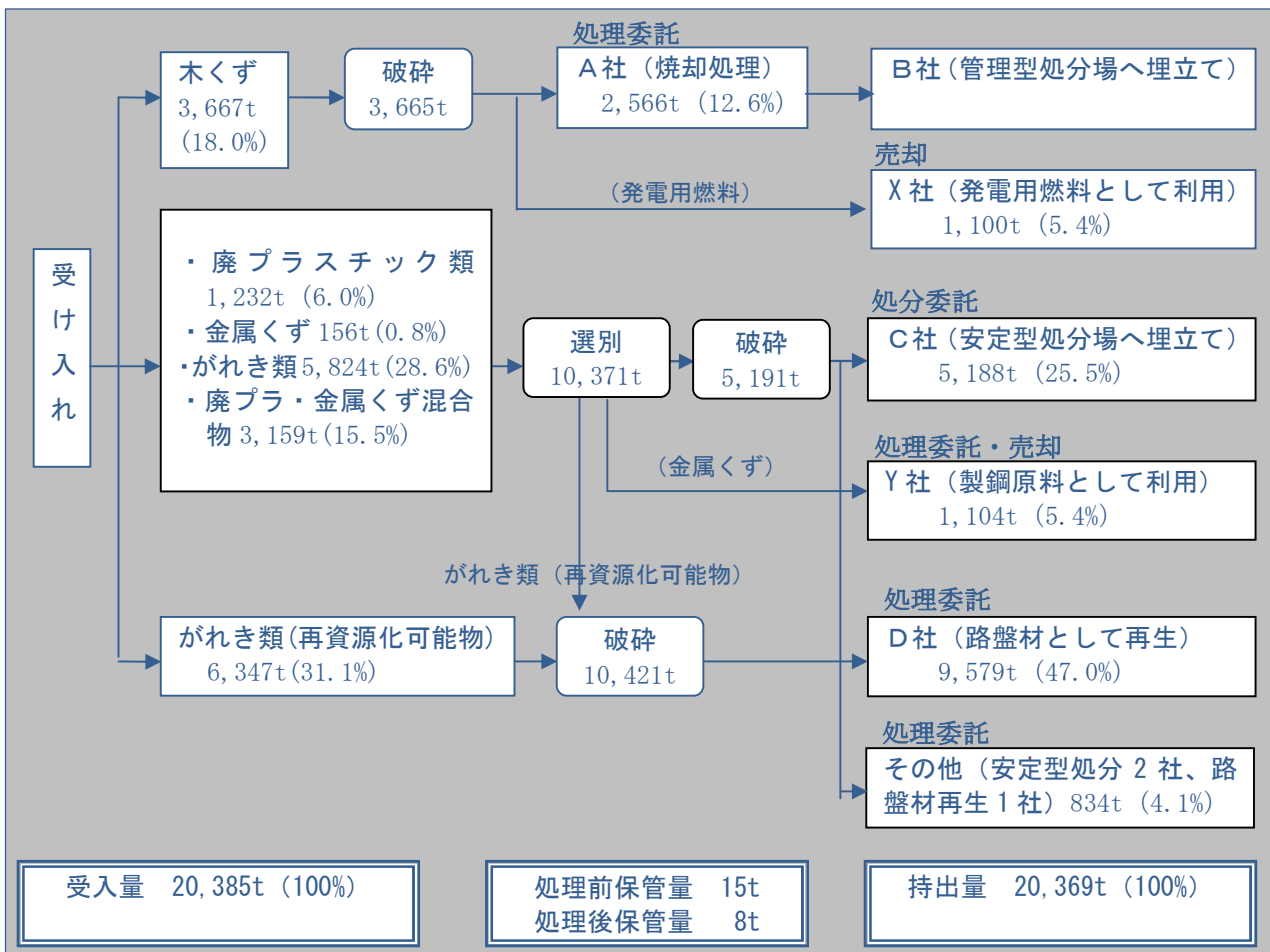 処理委託
木くず
3,667t
(18.0%)
破砕
3,665t
A社（焼却処理）
2,566t (12.6%)
B社（管理型処分場へ埋立て）
売却
（発電用燃料）
X社（発電用燃料として利用）
1,100t (5.4%)
受け入れ
・廃プラスチック類
1,232t (6.0%)
・金属くず 156t(0.8%)
・がれき類 5,824t(28.6%)
・廃プラ・金属くず混合
物 3,159t(15.5%)
選別
10,371t
破砕
5,191t
処分委託
C社（安定型処分場へ埋立て）
5,188t (25.5%)
処理委託・売却
（金属くず）
Y社（製鋼原料として利用）
1,104t (5.4%)
がれき類（再資源化可能物）
処理委託
がれき類(再資源化可能物)
6,347t(31.1%)
破砕
10,421t
D社（路盤材として再生）
9,579t (47.0%)
処理委託
その他（安定型処分 2 社、路
盤材再生 1 社）834t (4.1%)
受入量　20,385t (100%)
処理前保管量　15t
処理後保管量　8t
持出量　20,369t (100%)